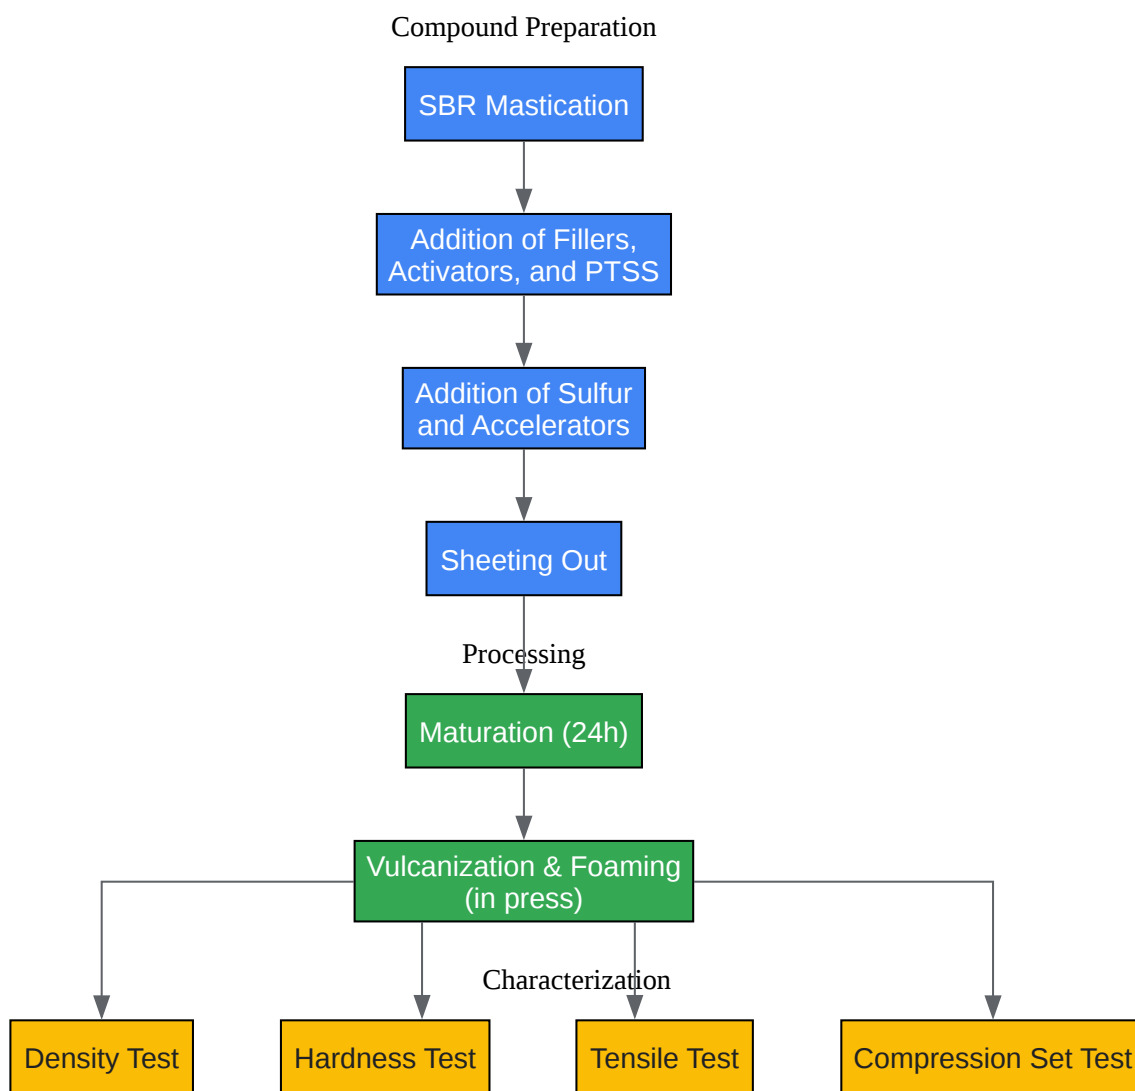 Compound Preparation
SBR Mastication
Addition of Fillers,
Activators, and PTSS
Addition of Sulfur
and Accelerators
Sheeting Out
Processing
Maturation (24h)
Vulcanization & Foaming
(in press)
Characterization
Density Test
Hardness Test
Tensile Test
Compression Set Test